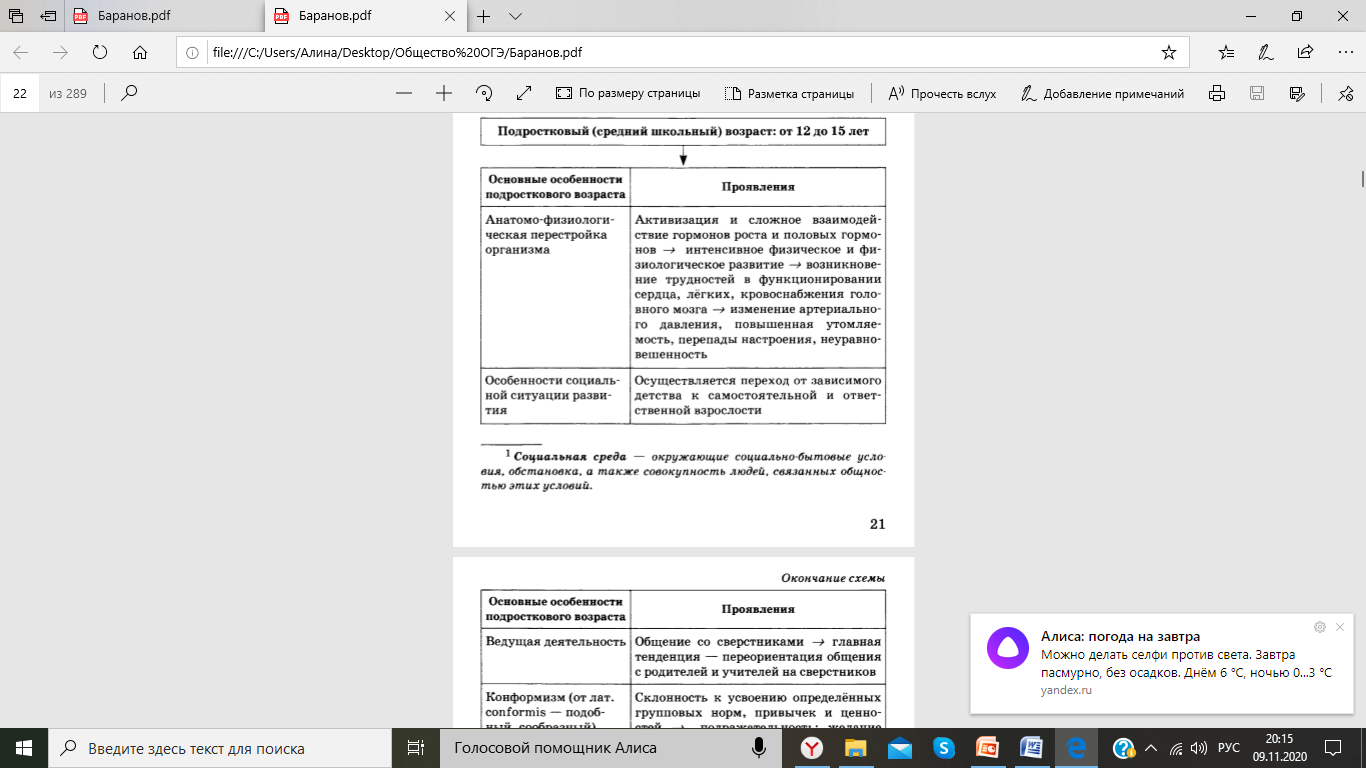 Баранов.pdf
Баранов.pdf
file:///C:/Users/Алина/Desktop/Общество%20ОГЭ/Баранов.pdf
22 из 289
По размеру страницы
Разметка страницы
Прочесть вслух
Добавление примечаний
Подростковый (средний школьный) возраст: от 12 до 15 лет
Основные особенности
подросткового возраста
Проявления
Анатомо-физиологи-
ческая перестройка
организма
Активизация и сложное взаимодей-
ствие гормонов роста и половых гормо-
нов → интенсивное физическое и фи-
зиологическое развитие → возникнове-
ние трудностей в функционировании
сердца, лёгких, кровоснабжения голо-
вного мозга → изменение артериально-
го давления, повышенная утомляе-
мость, перепады настроения, неуравно-
вешенность
Особенности социаль-
ной ситуации разви-
тия
Осуществляется переход от зависимого
детства к самостоятельной и ответ-
ственной взрослости
1 Социальная среда — окружающие социально-бытовые усло-
вия, обстановка, а также совокупность людей, связанных общнос-
тью этих условий.
21
Окончание схемы
Основные особенности
подросткового возраста
Проявления
Ведущая деятельность
Общение со сверстниками → главная
тенденция — переориентация общения
с родителей и учителей на сверстников
Конформизм (от лат.
conformis — подоб-
ный, сообразный)
Склонность к усвоению определённых
групповых норм, привычек и ценно-
стей → подражательность; желание
Алиса: погода на завтра
Можно делать селфи против света. Завтра
пасмурно, без осадков. Днём 6 °C, ночью 0...3 °C
yandex.ru
Введите здесь текст для поиска
Голосовой помощник Алиса
РУС
20:15
09.11.2020